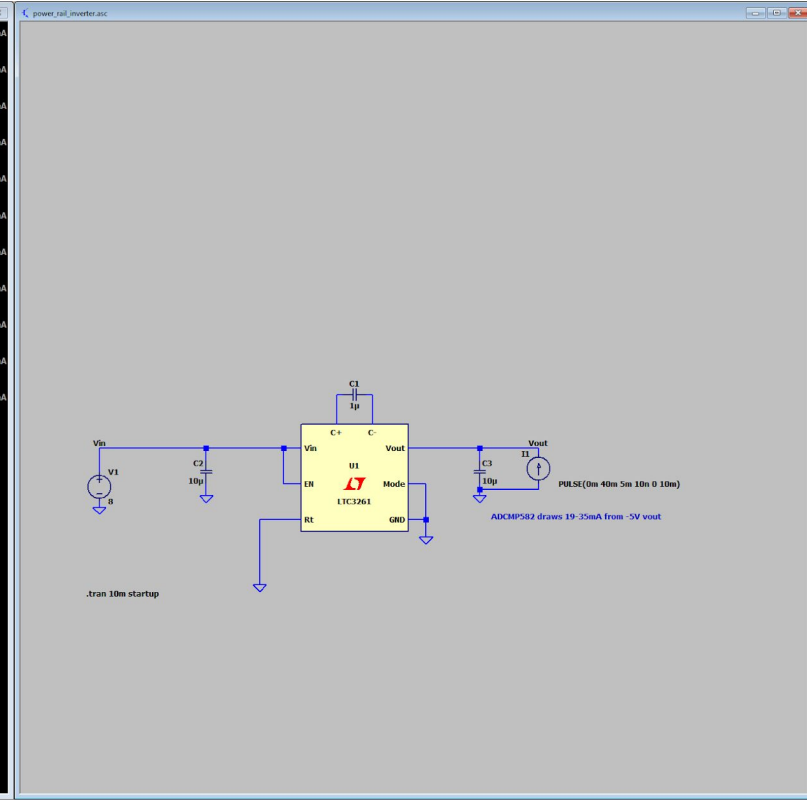 power_rail_inverter.asc
A
A
A
A
A
A
A
A
A
A
A
C1
1µ
C+ C-
Vin
Vin
Vout
Vout
V1
8
C2
10µ
U1
EN
Mode
LTC3261
Rt
GND
C3
10µ
I1
PULSE(0m 40m 5m 10n 0 10m)
ADCMP582 draws 19-35mA from -5V vout
.tran 10m startup